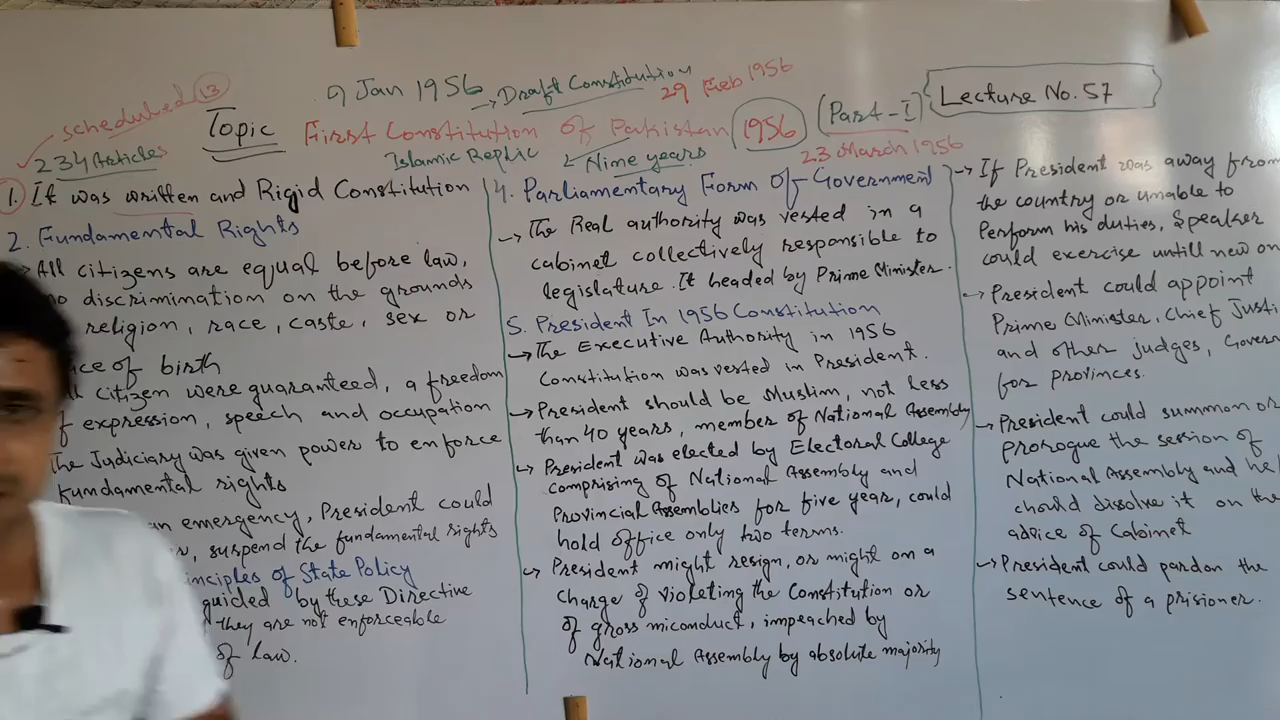 scheduled 13
9 Jan 1956 → Draft Constitution
29 Feb 1956
Lecture No. 57
Topic First Constitution of Pakistan 1956 (Part-I)
234 Articles
Islamic Replic
Nime years
23 March 1956
1. It was written and Rigid Constitution
2. Fundamental Rights
All citizens are equal before law,
no discrimination on the grounds
religion, race, caste, sex or
of birth
citizen were guaranteed, a freedom
of expression, speech and occupation
The Judiciary was given power to enforce
fundamental rights
an emergency, President could
suspend the fundamental rights
of State Policy
guided by these Directive
they are not enforceable
of law.
4. Parliamentary Form Of Government
→ The Real authority was vested in a
cabinet collectively responsible to
legislature. It headed by Prime Minister.
5. President In 1956 Constitution
→ The Executive Authority in 1956
Constitution was vested in President.
→ President should be Muslim, not less
than 40 years, member of National Assembly
→ President was elected by Electoral College
comprising of National Assembly and
Provincial Assemblies for five year, could
hold office only two terms.
→ President might resign, or might on a
charge of violeting the Constitution or
of gross miconduct, impeached by
National Assembly by absolute majority
→ If President was away from
the country or unable to
Perform his duties, Speaker
could exercise untill new on
→ President could appoint
Prime Minister, Chief Justi
and other judges, Govern
for provinces.
→ President could summon or
prorogue the session of
National Assembly and he
should disolve it on the
advice of Cabinet
→ President could pardon the
sentence of a prisioner.